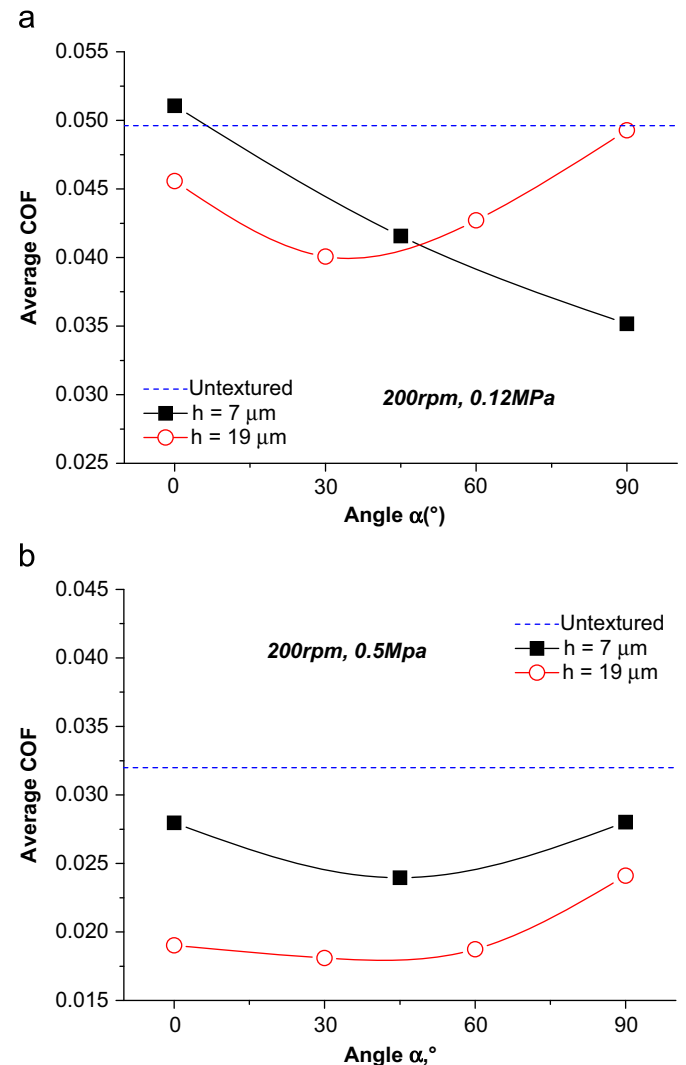 a
0.055
0.050
0.045
0.040
0.035
0.030
0.025
Average COF
Untextured
h = 7 μm
h = 19 μm
200rpm, 0.12MPa
0 30 60 90
Angle α(°)
b
0.045
0.040
0.035
0.030
0.025
0.020
0.015
Average COF
200rpm, 0.5Mpa
Untextured
h = 7 μm
h = 19 μm
0 30 60 90
Angle α,°